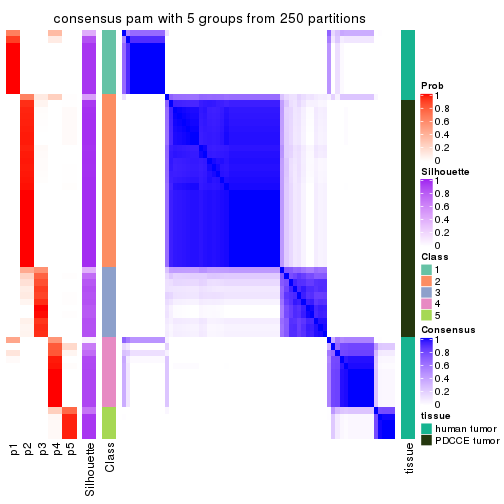 consensus pam with 5 groups from 250 partitions
Prob
1
0.8
0.6
0.4
0.2
0
Silhouette
1
0.8
0.6
0.4
0.2
0
Class
1
2
3
4
5
Consensus
1
0.8
0.6
0.4
0.2
0
tissue
human tumor
PDCCE tumor
p1
p2
p3
p4
p5
Silhouette
Class
tissue